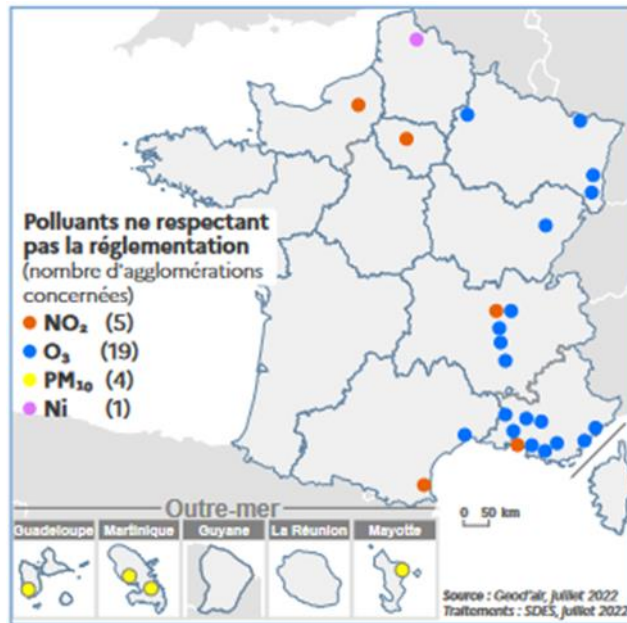 Polluants ne respectant
pas la réglementation
(nombre d'agglomérations
concernées)
NO₂ (5)
O₃ (19)
PM₁₀ (4)
Ni (1)
Outre-mer
0 50 km
Guadeloupe Martinique Guyane La Réunion Mayotte
Source : Geod'air, juillet 2022
Traitements : SDES, juillet 2022